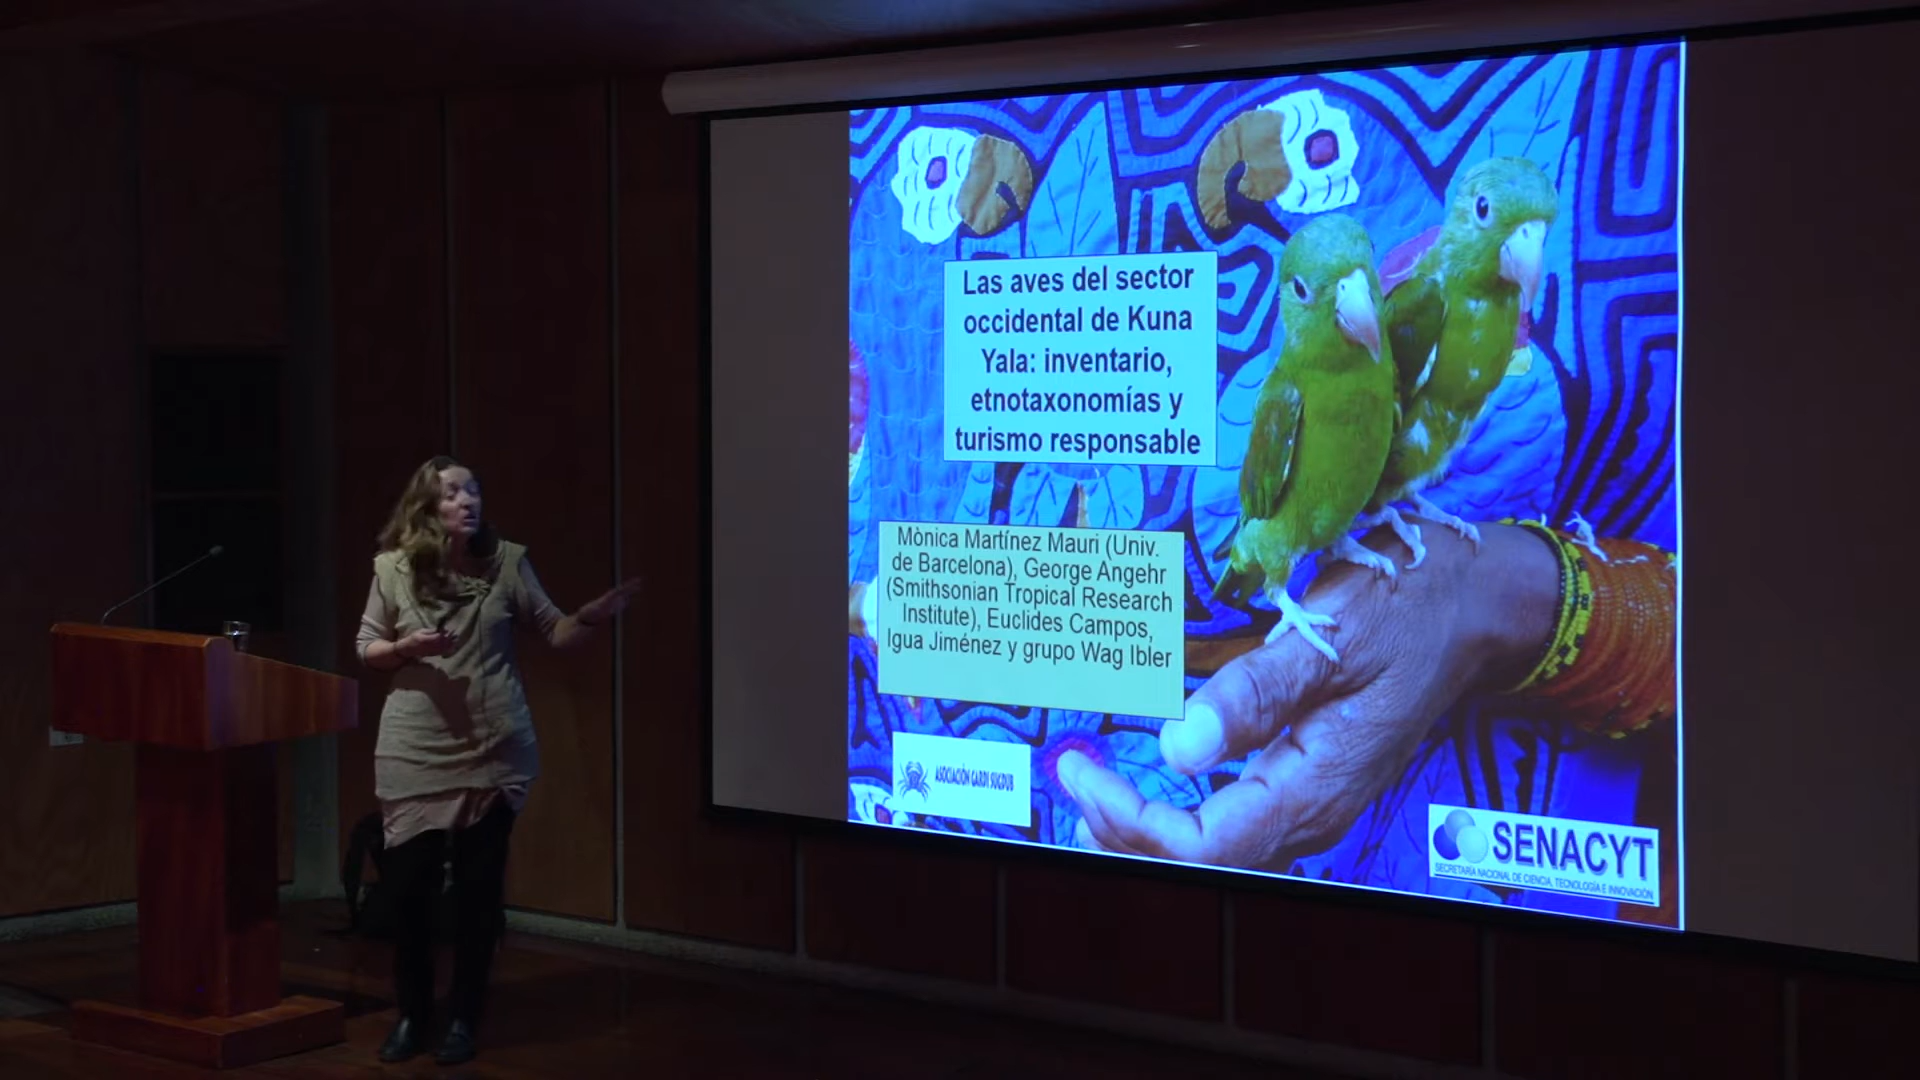 Las aves del sector
occidental de Kuna
Yala: inventario,
etnotaxonomías y
turismo responsable
Mònica Martínez Mauri (Univ.
de Barcelona), George Angehr
(Smithsonian Tropical Research
Institute), Euclides Campos,
Igua Jiménez y grupo Wag Ibler
ASOCIACIÓN GARDI SUGDUB
SENACYT
SECRETARÍA NACIONAL DE CIENCIA, TECNOLOGÍA E INNOVACIÓN